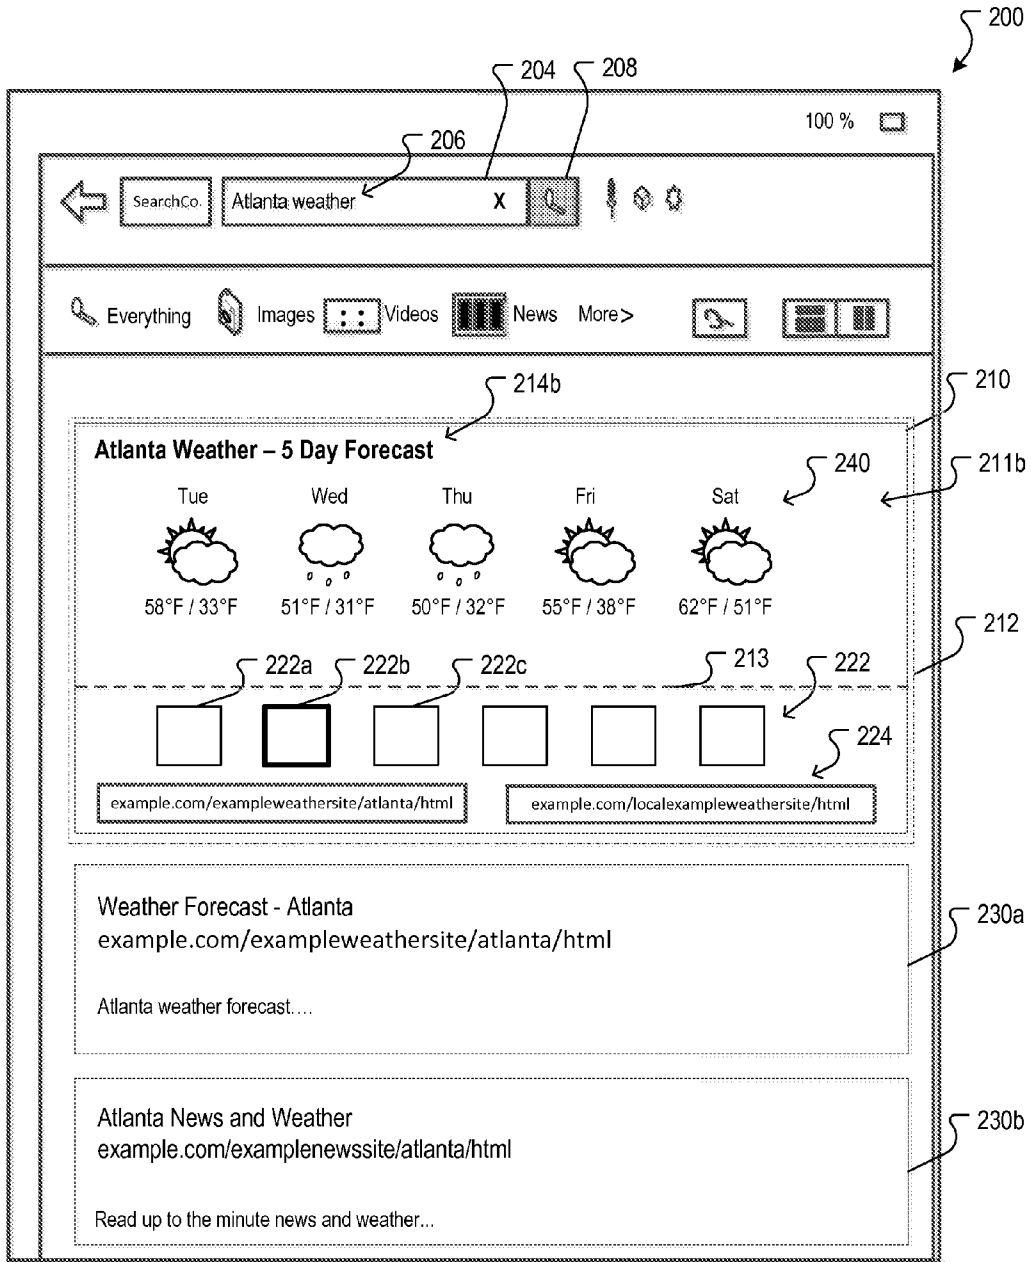 200
204
208
100 %
206
SearchCo.
Atlanta weather
X
Everything
Images
Videos
News
More>
214b
210
Atlanta Weather – 5 Day Forecast
240
211b
Tue Wed Thu Fri Sat
58°F / 33°F 51°F / 31°F 50°F / 32°F 55°F / 38°F 62°F / 51°F
212
222a
222b
222c
213
222
224
example.com/exampleweathersite/atlanta/html
example.com/localexampleweathersite/html
Weather Forecast - Atlanta
230a
example.com/exampleweathersite/atlanta/html
Atlanta weather forecast....
Atlanta News and Weather
230b
example.com/examplenewssite/atlanta/html
Read up to the minute news and weather...